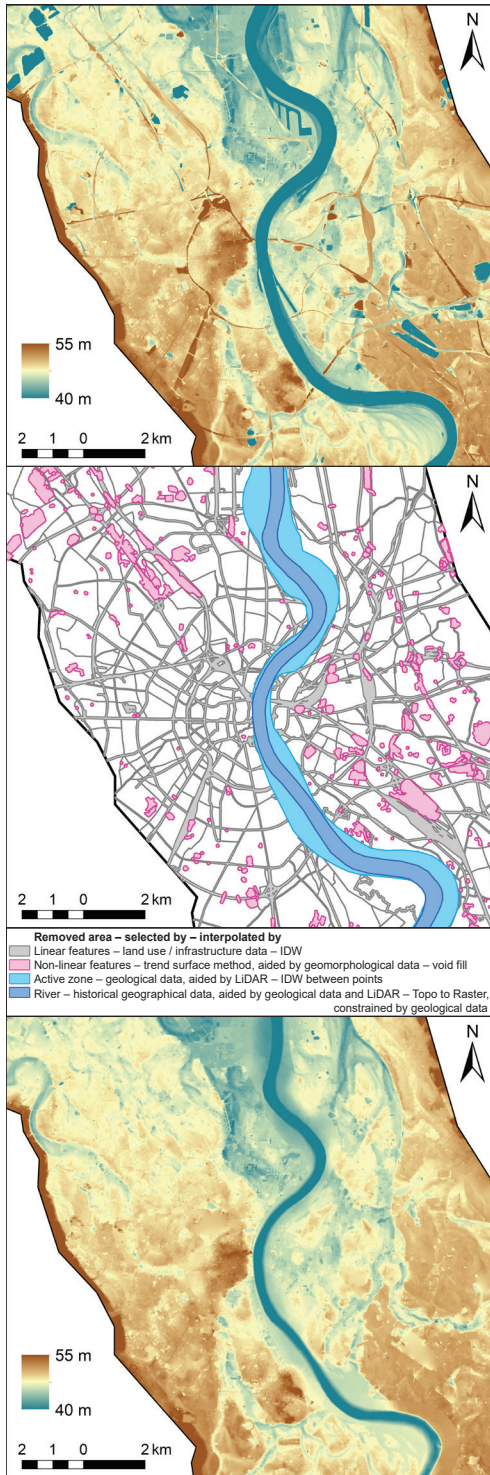 N
55 m
40 m
2 1 0 2 km
N
2 1 0 2 km
Removed area – selected by – interpolated by
Linear features – land use / infrastructure data – IDW
Non-linear features – trend surface method, aided by geomorphological data – void fill
Active zone – geological data, aided by LiDAR – IDW between points
River – historical geographical data, aided by geological data and LiDAR – Topo to Raster,
constrained by geological data
N
55 m
40 m
2 1 0 2 km